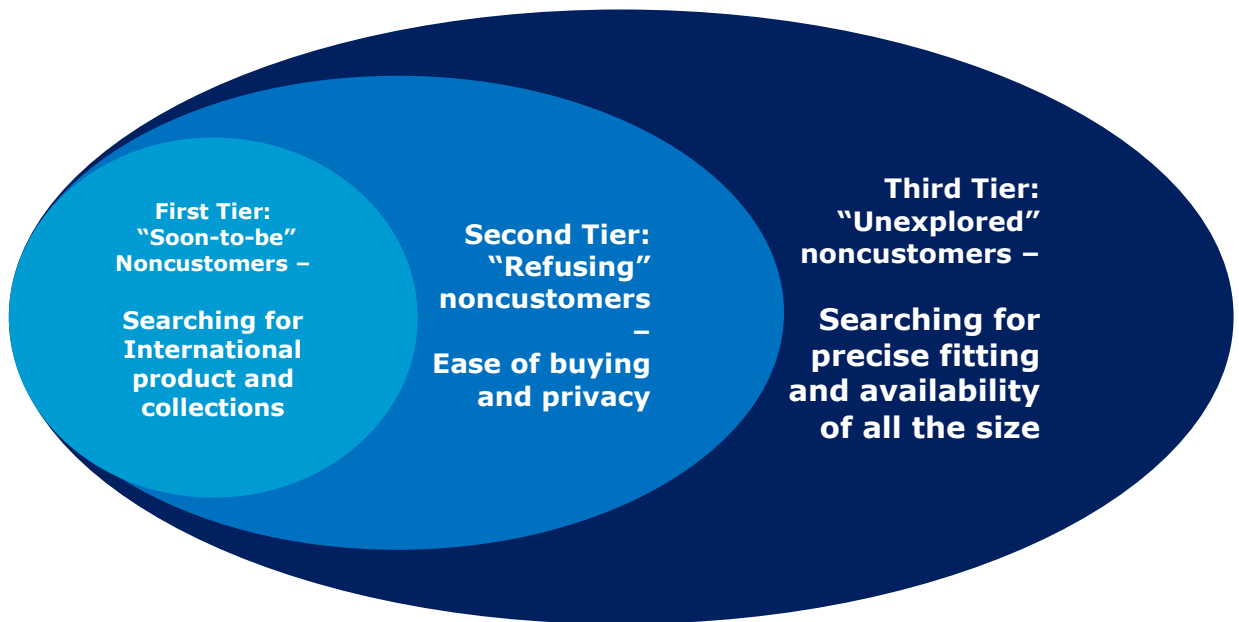 First Tier:
“Soon-to-be”
Noncustomers –
Searching for
International
product and
collections
Second Tier:
“Refusing”
noncustomers
–
Ease of buying
and privacy
Third Tier:
“Unexplored”
noncustomers –
Searching for
precise fitting
and availability
of all the size